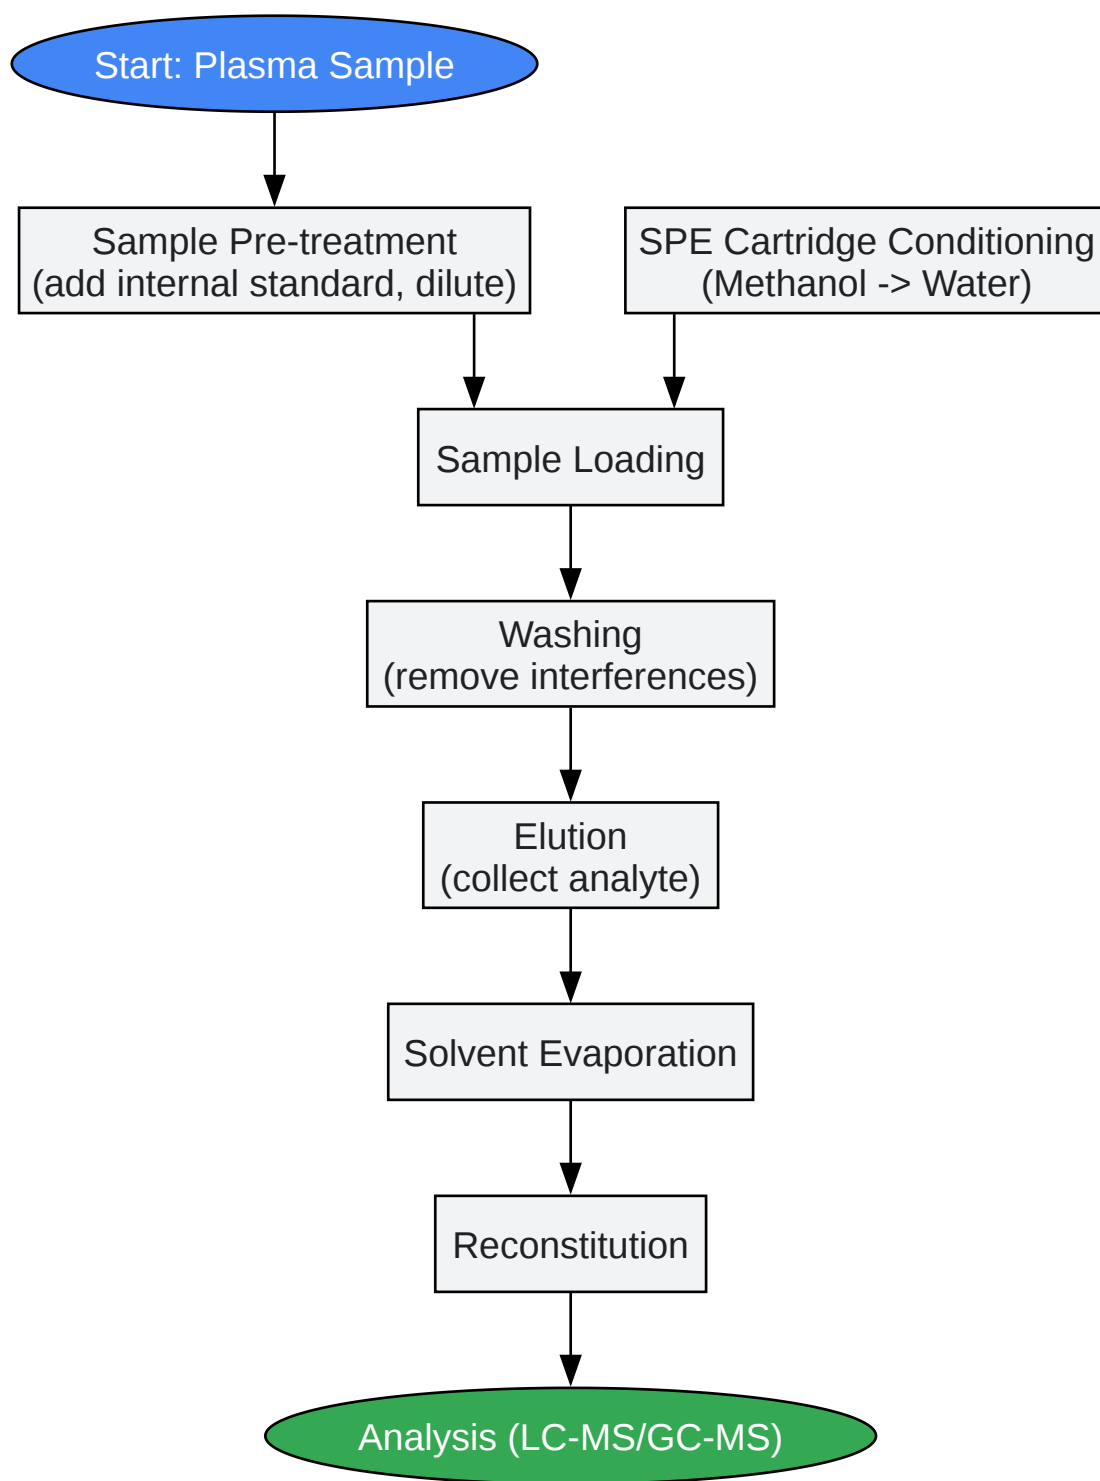 Start: Plasma Sample
Sample Pre-treatment
(add internal standard, dilute)
SPE Cartridge Conditioning
(Methanol -> Water)
Sample Loading
Washing
(remove interferences)
Elution
(collect analyte)
Solvent Evaporation
Reconstitution
Analysis (LC-MS/GC-MS)